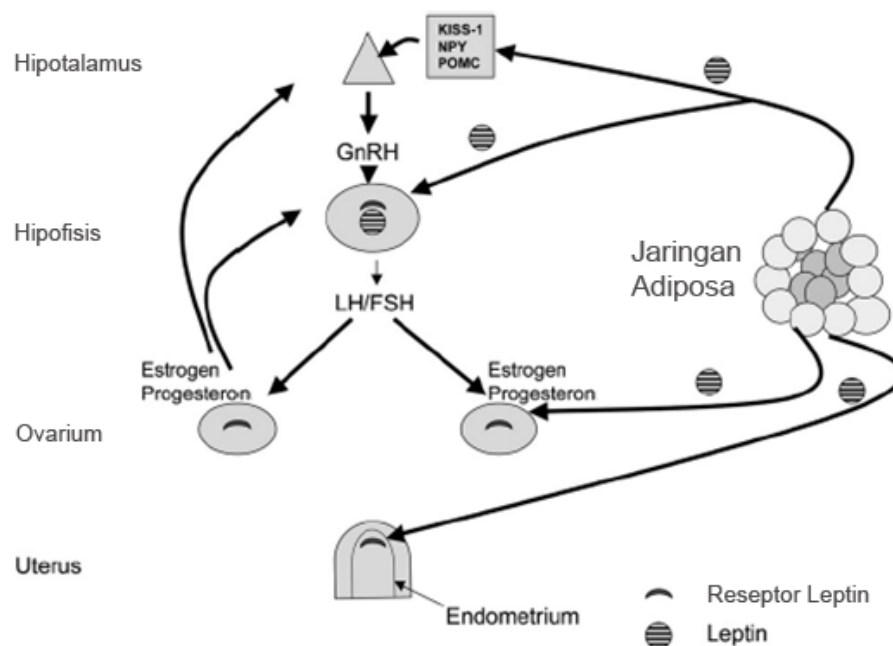 KISS-1
NPY
POMC
Hipotalamus
GnRH
Hipofisis
Jaringan
Adiposa
LH/FSH
Estrogen
Progesteron
Estrogen
Progesteron
Ovarium
Uterus
Endometrium
Reseptor Leptin
Leptin